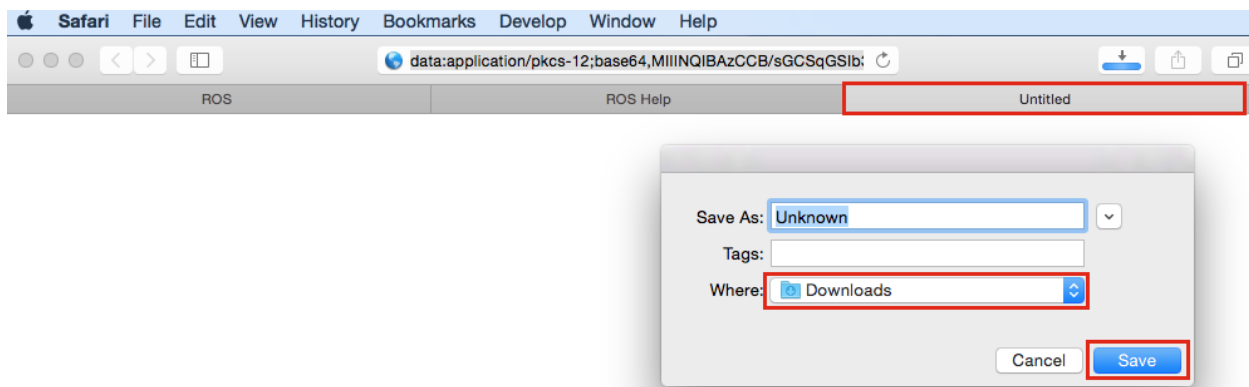 Safari File Edit View History Bookmarks Develop Window Help
data:application/pkcs-12;base64,MIIINQIBAzCCB/sGCSqGSIb3
ROS ROS Help Untitled
Save As: Unknown
Tags:
Where: Downloads
Cancel Save